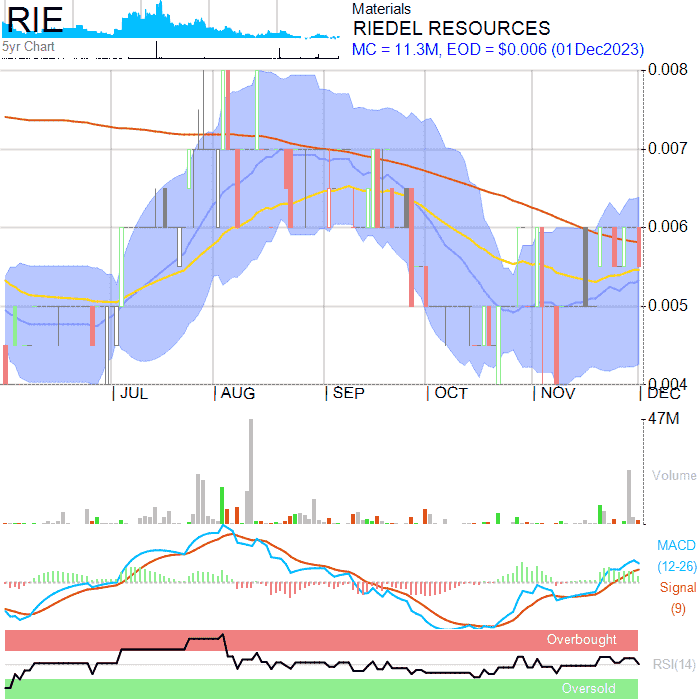 RIE
5yr Chart
Materials
RIEDEL RESOURCES
MC = 11.3M, EOD = $0.006 (01Dec2023)
0.008
0.007
0.006
0.005
0.004
JUL
AUG
SEP
OCT
NOV
DEC
47M
Volume
MACD
(12-26)
Signal
(9)
Overbought
RSI(14)
Oversold